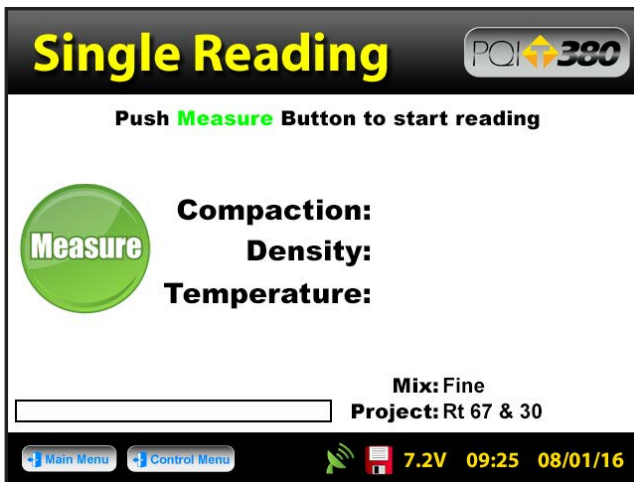 Single Reading
PQI T 380
Push Measure Button to start reading
Measure
Compaction:
Density:
Temperature:
Mix: Fine
Project: Rt 67 & 30
Main Menu
Control Menu
7.2V 09:25 08/01/16